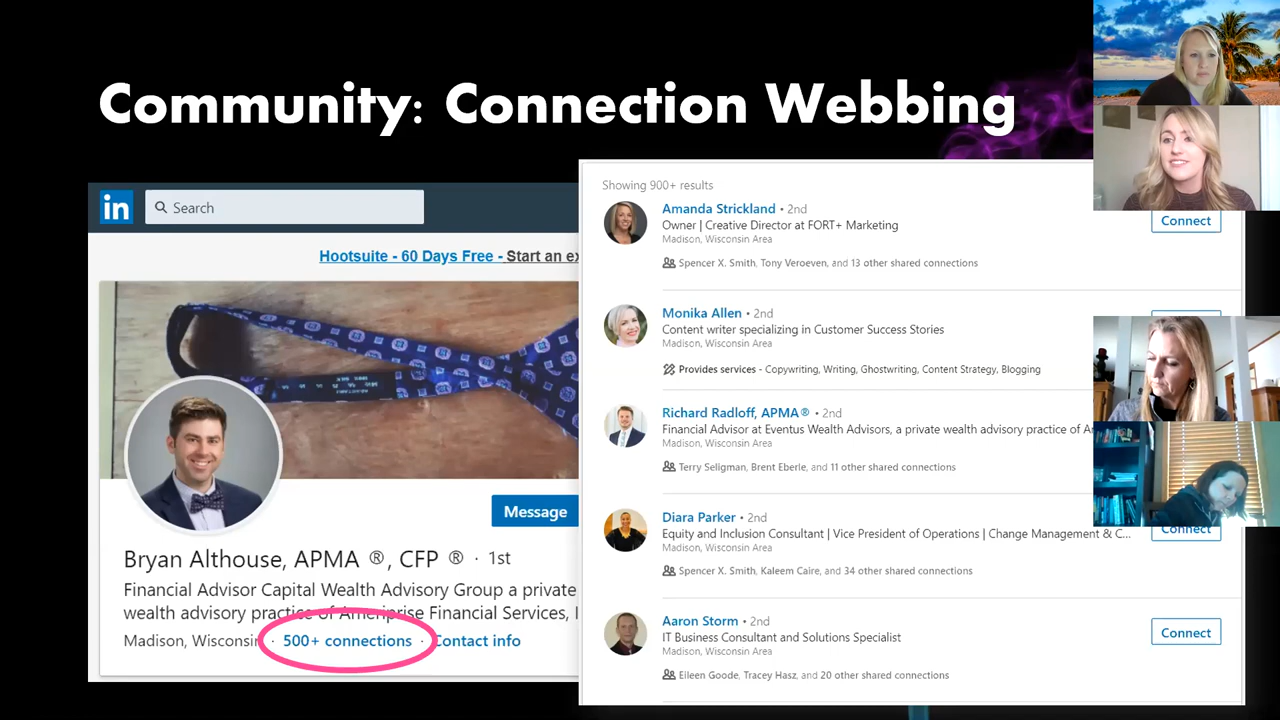 Community: Connection Webbing
in
Search
Hootsuite - 60 Days Free - Start an ex
Message
Bryan Althouse, APMA ®, CFP ® · 1st
Financial Advisor Capital Wealth Advisory Group a private
wealth advisory practice of Ameriprise Financial Services, I
Madison, Wisconsin · 500+ connections · Contact info
Showing 900+ results
Amanda Strickland • 2nd
Owner | Creative Director at FORT+ Marketing
Madison, Wisconsin Area
Spencer X. Smith, Tony Veroeven, and 13 other shared connections
Connect
Monika Allen • 2nd
Content writer specializing in Customer Success Stories
Madison, Wisconsin Area
Provides services - Copywriting, Writing, Ghostwriting, Content Strategy, Blogging
Richard Radloff, APMA® • 2nd
Financial Advisor at Eventus Wealth Advisors, a private wealth advisory practice of Am
Madison, Wisconsin Area
Terry Seligman, Brent Eberle, and 11 other shared connections
Diara Parker • 2nd
Equity and Inclusion Consultant | Vice President of Operations | Change Management & C...
Madison, Wisconsin Area
Spencer X. Smith, Kaleem Caire, and 34 other shared connections
Connect
Aaron Storm • 2nd
IT Business Consultant and Solutions Specialist
Madison, Wisconsin Area
Eileen Goode, Tracey Hasz, and 20 other shared connections
Connect